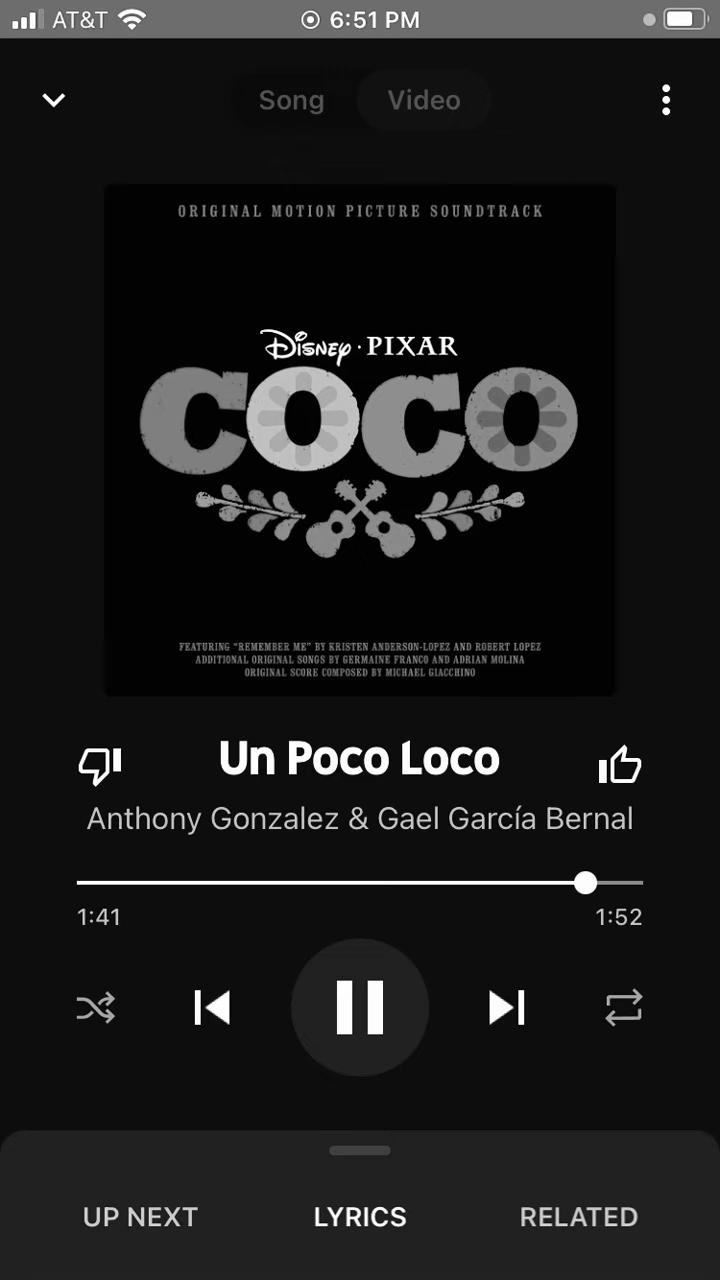 AT&T 6:51 PM
Song Video
ORIGINAL MOTION PICTURE SOUNDTRACK
Disney · PIXAR
COCO
FEATURING "REMEMBER ME" BY KRISTEN ANDERSON-LOPEZ AND ROBERT LOPEZ
ADDITIONAL ORIGINAL SONGS BY GERMAINE FRANCO AND ADRIAN MOLINA
ORIGINAL SCORE COMPOSED BY MICHAEL GIACCHINO
Un Poco Loco
Anthony Gonzalez & Gael García Bernal
1:41 1:52
UP NEXT LYRICS RELATED